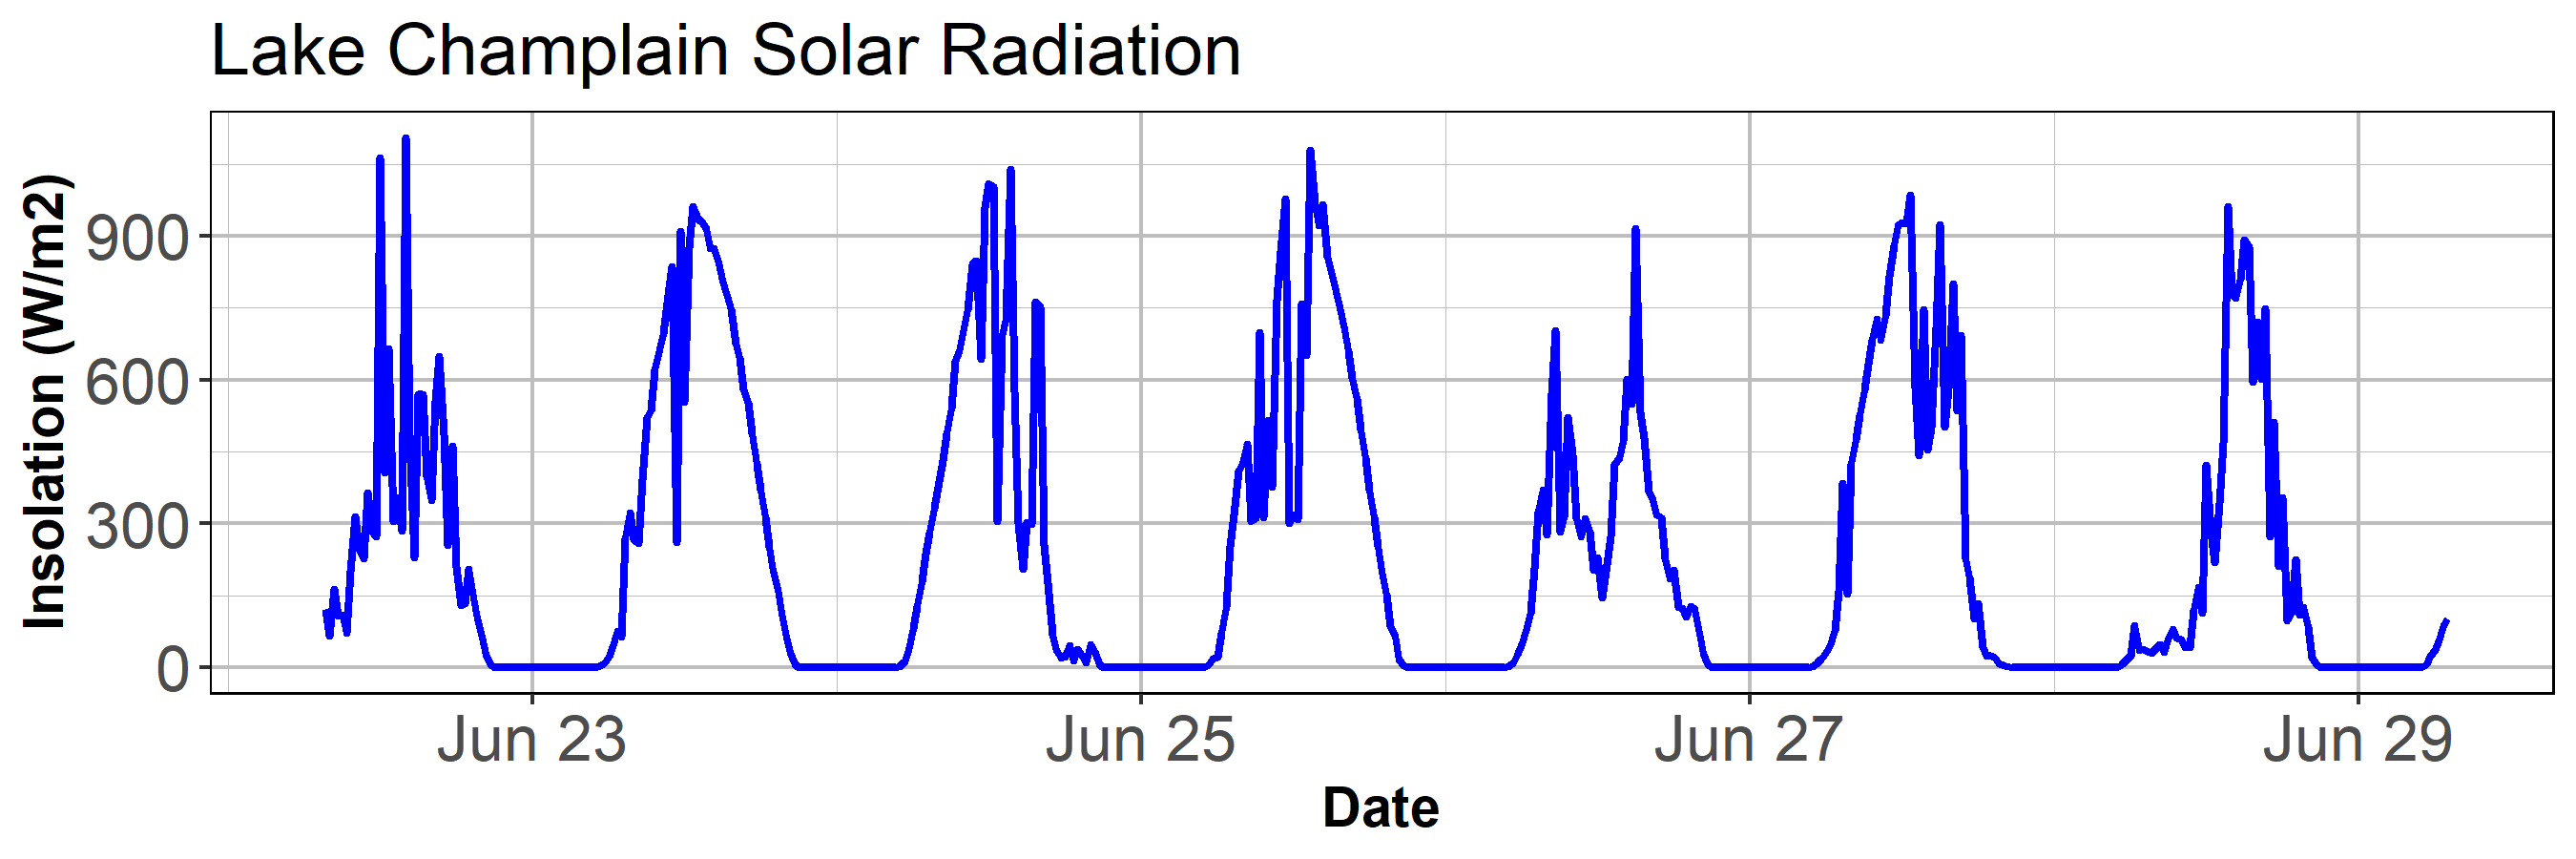 Lake Champlain Solar Radiation
Insolation (W/m2)
900
600
300
0
Jun 23
Jun 25
Jun 27
Jun 29
Date